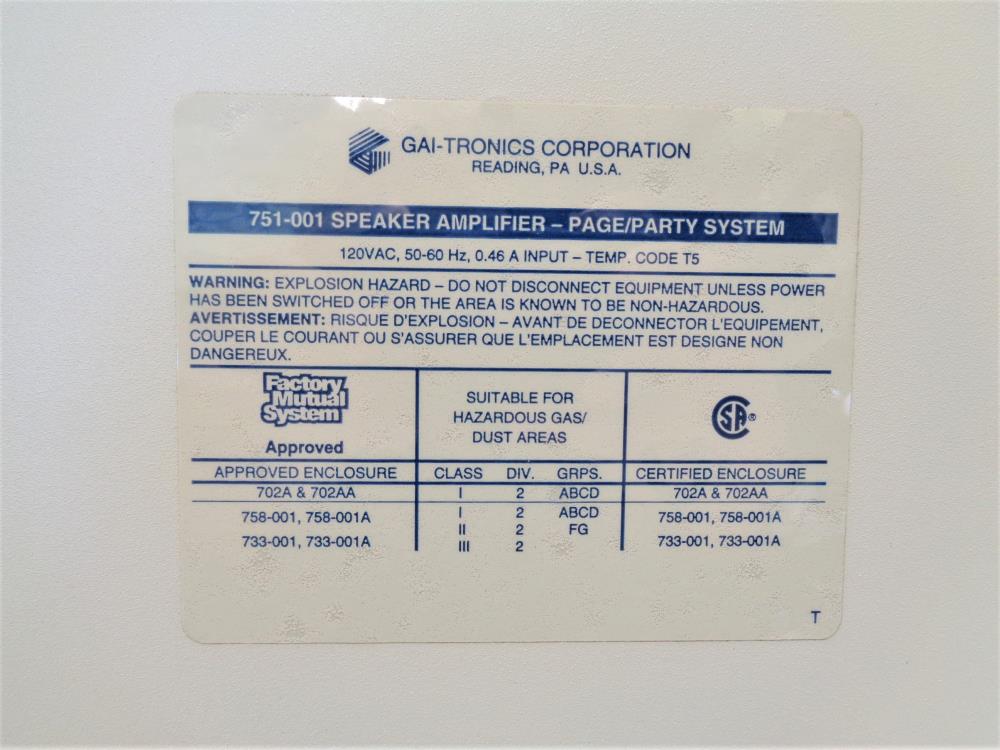 GAI-TRONICS CORPORATION
READING, PA U.S.A.
751-001 SPEAKER AMPLIFIER – PAGE/PARTY SYSTEM
120VAC, 50-60 Hz, 0.46 A INPUT – TEMP. CODE T5
WARNING: EXPLOSION HAZARD – DO NOT DISCONNECT EQUIPMENT UNLESS POWER
HAS BEEN SWITCHED OFF OR THE AREA IS KNOWN TO BE NON-HAZARDOUS.
AVERTISSEMENT: RISQUE D'EXPLOSION – AVANT DE DECONNECTOR L'EQUIPEMENT,
COUPER LE COURANT OU S'ASSURER QUE L'EMPLACEMENT EST DESIGNE NON
DANGEREUX.
Factory
Mutual
System
Approved
SUITABLE FOR
HAZARDOUS GAS/
DUST AREAS
SA®
APPROVED ENCLOSURE CLASS DIV. GRPS. CERTIFIED ENCLOSURE
702A & 702AA I 2 ABCD 702A & 702AA
758-001, 758-001A I 2 ABCD 758-001, 758-001A
II 2 FG
733-001, 733-001A III 2 733-001, 733-001A
T